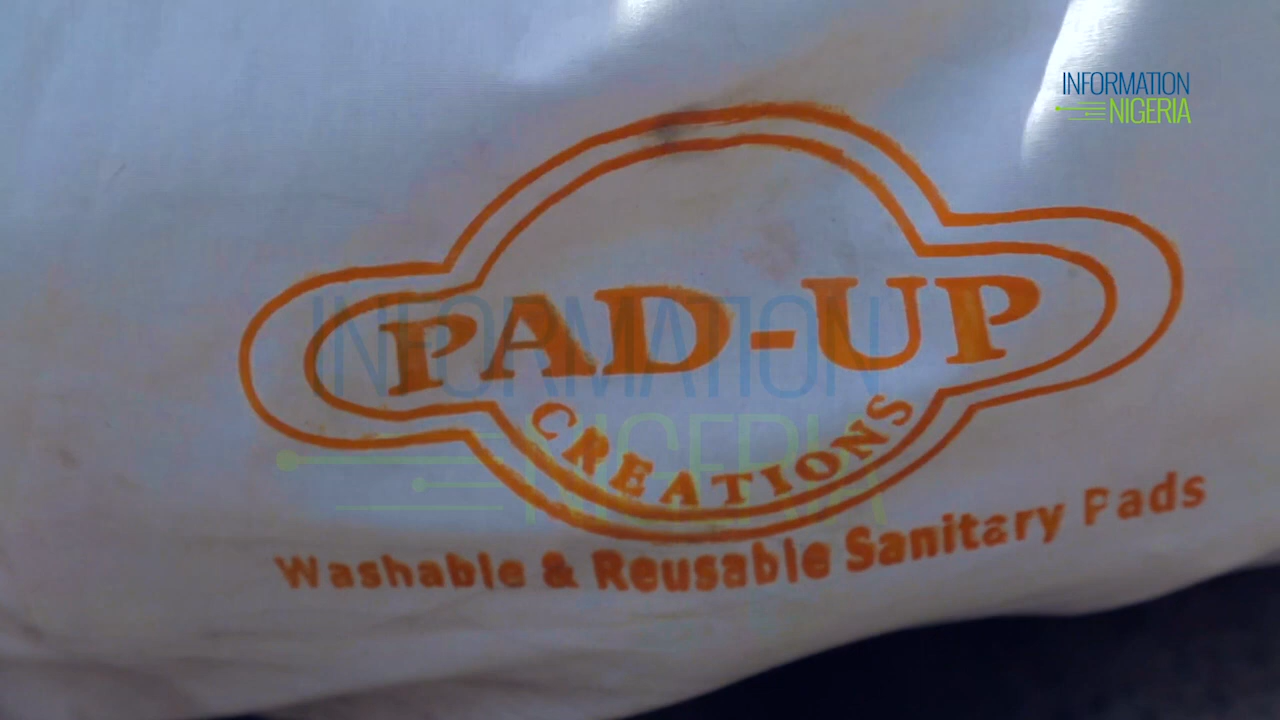 INFORMATION
NIGERIA
PAD-UP
CREATIONS
Washable & Reusable Sanitary Pads
INFORMATION
NIGERIA